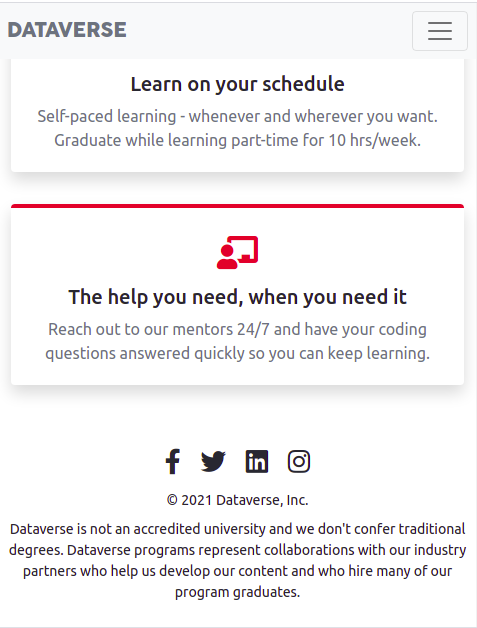 DATAVERSE
Learn on your schedule
Self-paced learning - whenever and wherever you want.
Graduate while learning part-time for 10 hrs/week.
The help you need, when you need it
Reach out to our mentors 24/7 and have your coding
questions answered quickly so you can keep learning.
© 2021 Dataverse, Inc.
Dataverse is not an accredited university and we don't confer traditional
degrees. Dataverse programs represent collaborations with our industry
partners who help us develop our content and who hire many of our
program graduates.